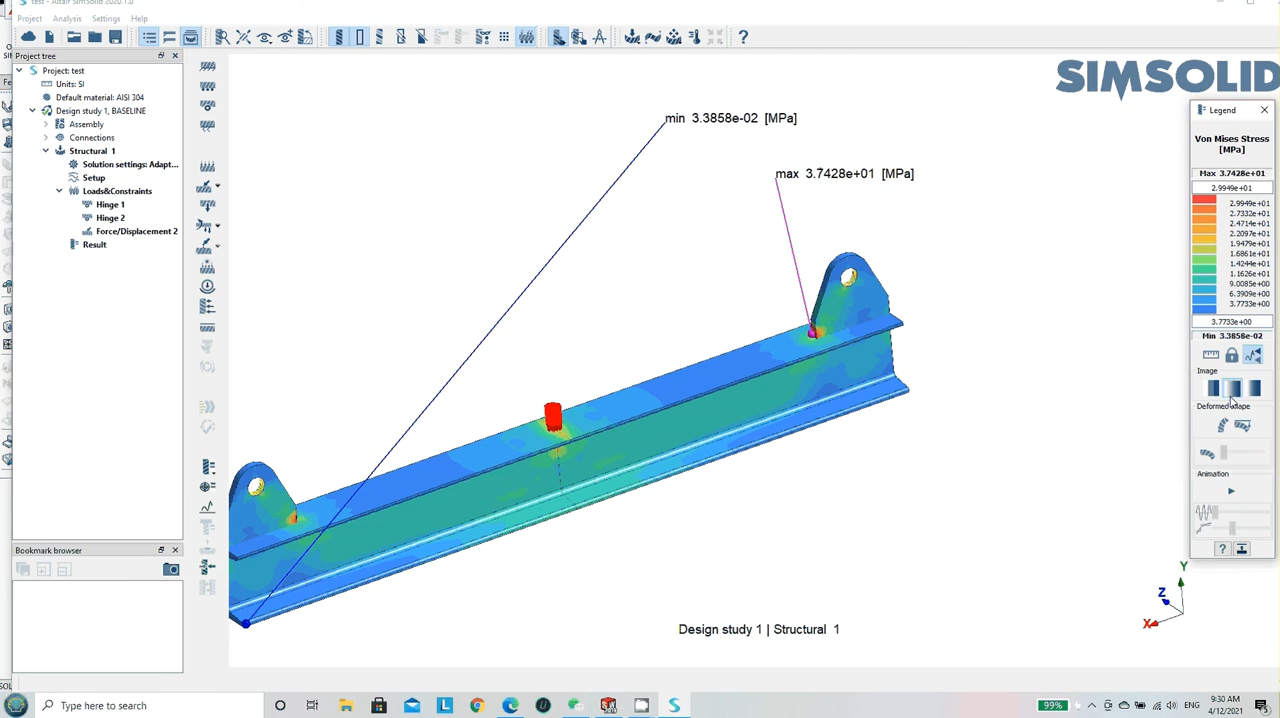 test - Altair SimSolid 2020.1.0
Project Analysis Settings Help
Project tree
Project: test
Units: SI
Default material: AISI 304
Design study 1, BASELINE
Assembly
Connections
Structural 1
Solution settings: Adapt...
Setup
Loads&Constraints
Hinge 1
Hinge 2
Force/Displacement 2
Result
Bookmark browser
min 3.3858e-02 [MPa]
max 3.7428e+01 [MPa]
Design study 1 | Structural 1
SIMSOLID
Legend
Von Mises Stress
[MPa]
Max 3.7428e+01
2.9949e+01
2.9949e+01
2.7332e+01
2.4714e+01
2.2097e+01
1.9479e+01
1.6861e+01
1.4244e+01
1.1626e+01
9.0085e+00
6.3909e+00
3.7733e+00
3.7733e+00
Min 3.3858e-02
Image
Deformed shape
Animation
Y
Z
X
Type here to search
99%
ENG
9:30 AM
4/12/2021